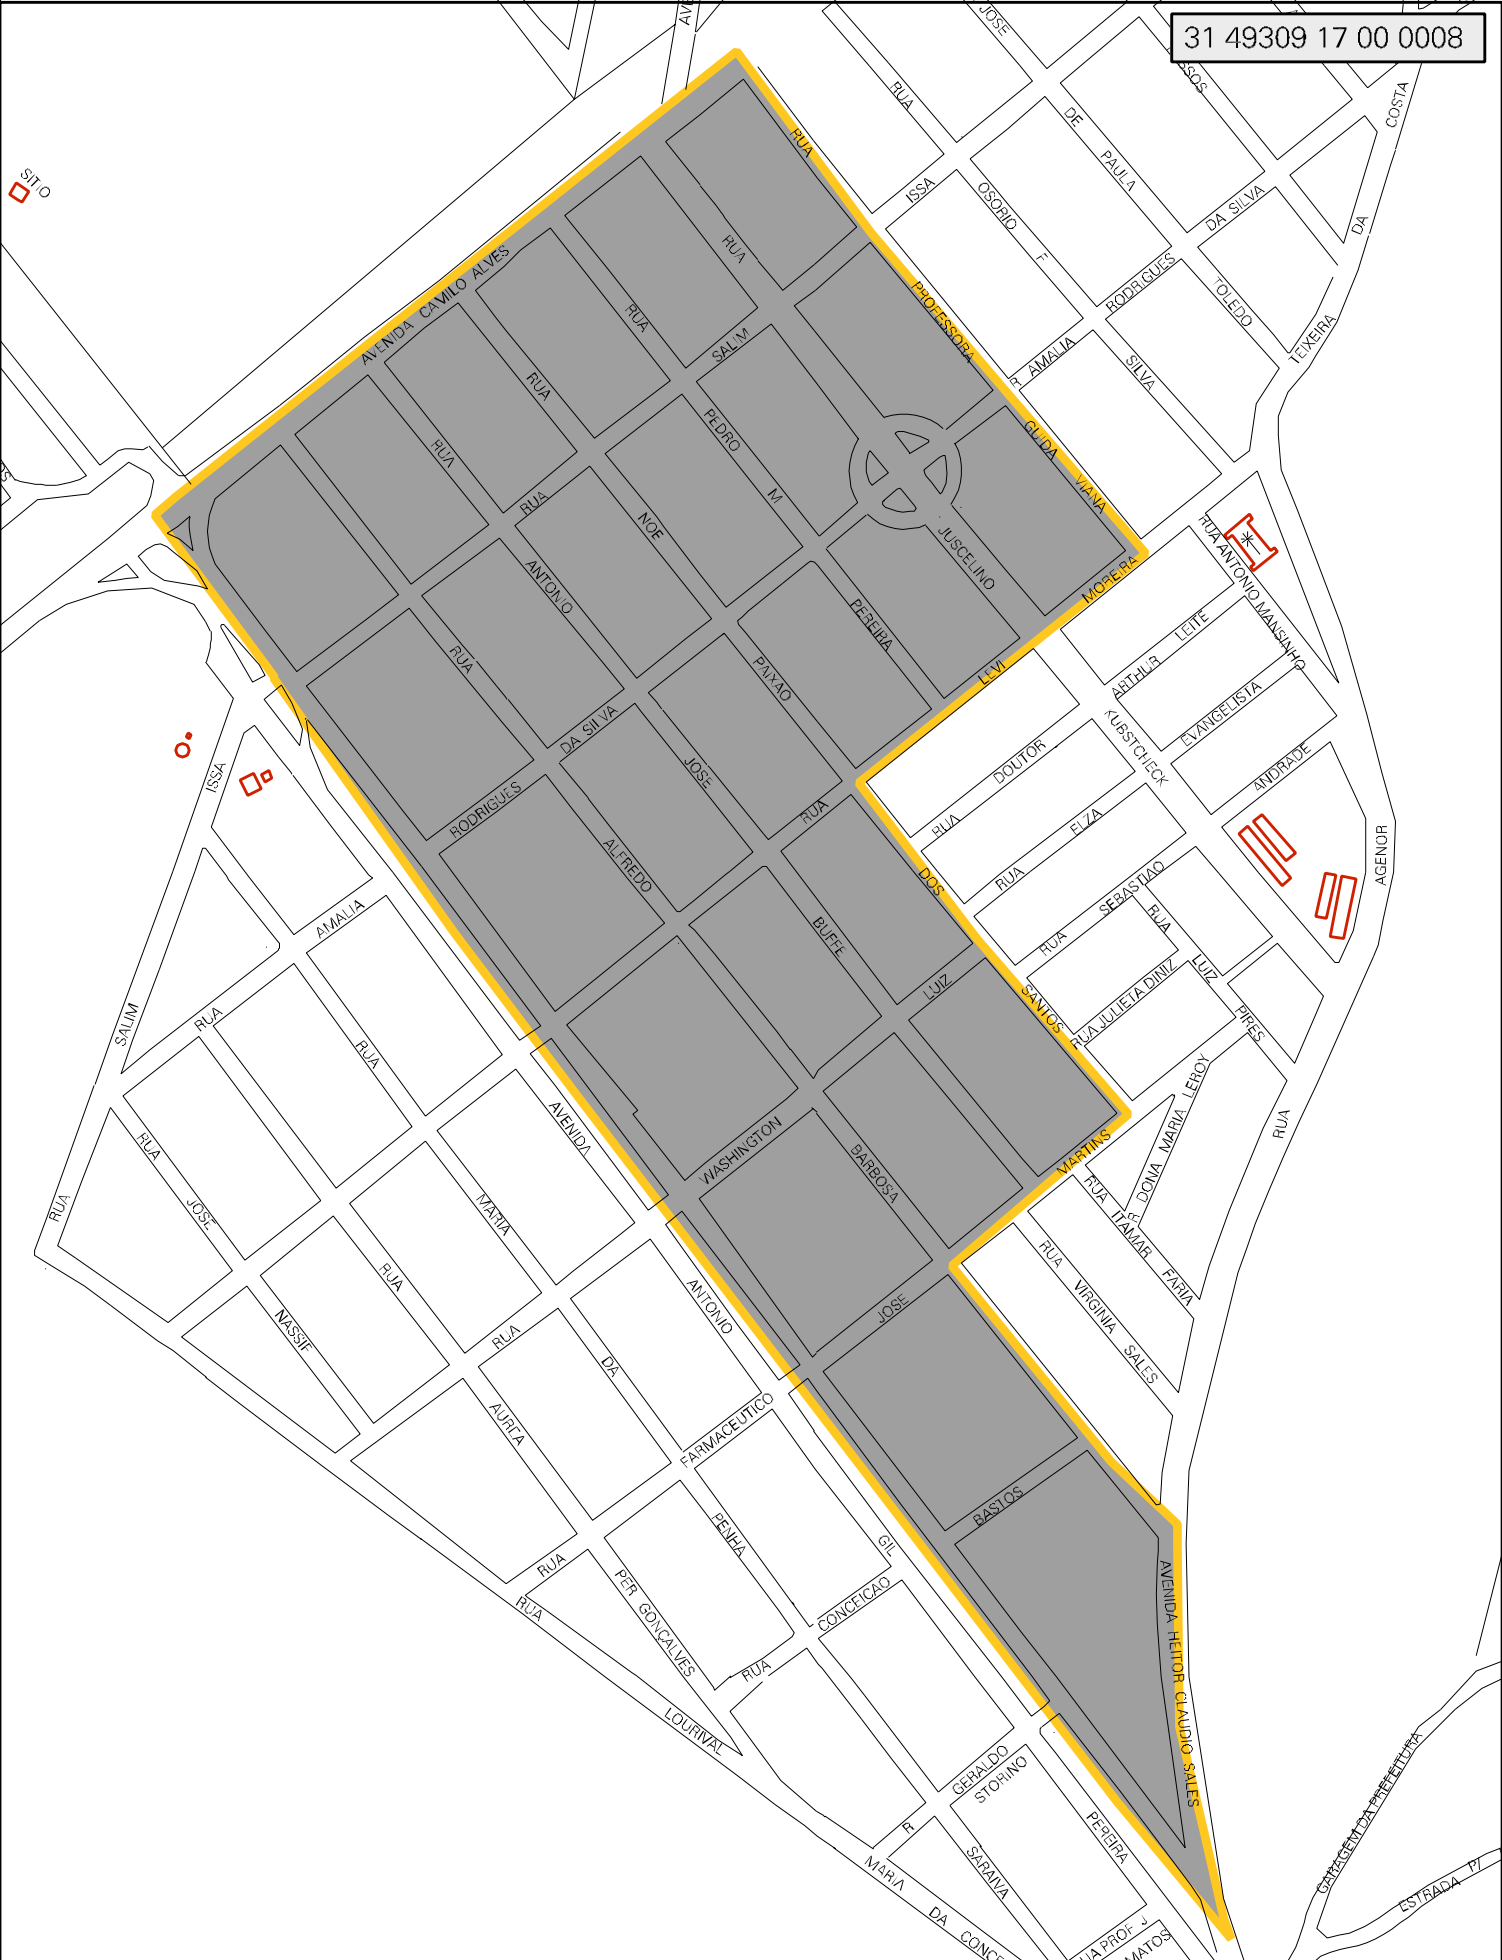 31 49309 17 00 0008
JOSE
RUA
COSTA
DE
SITIO
RUA
PAULA
ISSA
OSORIO
DA SILVA
DA
F
RUA
AVENIDA CAMILO ALVES
RODRIGUES
TOLEDO
PROFESSORA
RUA
TEIXEIRA
SALIM
R AMALIA
SILVA
RUA
PEDRO
GUIDA
RUA
M
VIANA
RUA
NOE
JUSCELINO
RUA ANTONIO MANSINHO
MOREIRA
ANTONIO
PEREIRA
ARTHUR LEITE
RUA
LEVI
PAIXAO
EVANGELISTA
DA SILVA
KUBSTCHECK
ISSA
JOSE
DOUTOR
ANDRADE
RODRIGUES
RUA
RUA
ELZA
ALFREDO
AGENOR
DOS
RUA
SEBASTIAO
AMALIA
BUFFE
RUA
RUA
LUIZ
LUIZ
SALIM
RUA
SANTOS
RUA JULIETA DINIZ
PIRES
RUA
AVENIDA
LEROY
RUA
RUA
WASHINGTON
BARBOSA
MARTINS
R DONA MARIA
RUA
JOSE
MARIA
RUA
ITAMAR
FARIA
RUA
RUA
VIRGINIA
SALES
ANTONIO
JOSE
NASSIF
RUA
DA
AUREA
FARMACEUTICO
BASTOS
PENHA
GIL
RUA
PER GONCALVES
CONCEICAO
AVENIDA HEITOR CLAUDIO SALES
RUA
RUA
LOURIVAL
GERALDO
STORINO
GARAGEM DA PREFEITURA
R
PEREIRA
SARAIVA
MARIA
DA
ESTRADA P/
PROF J
MATOS